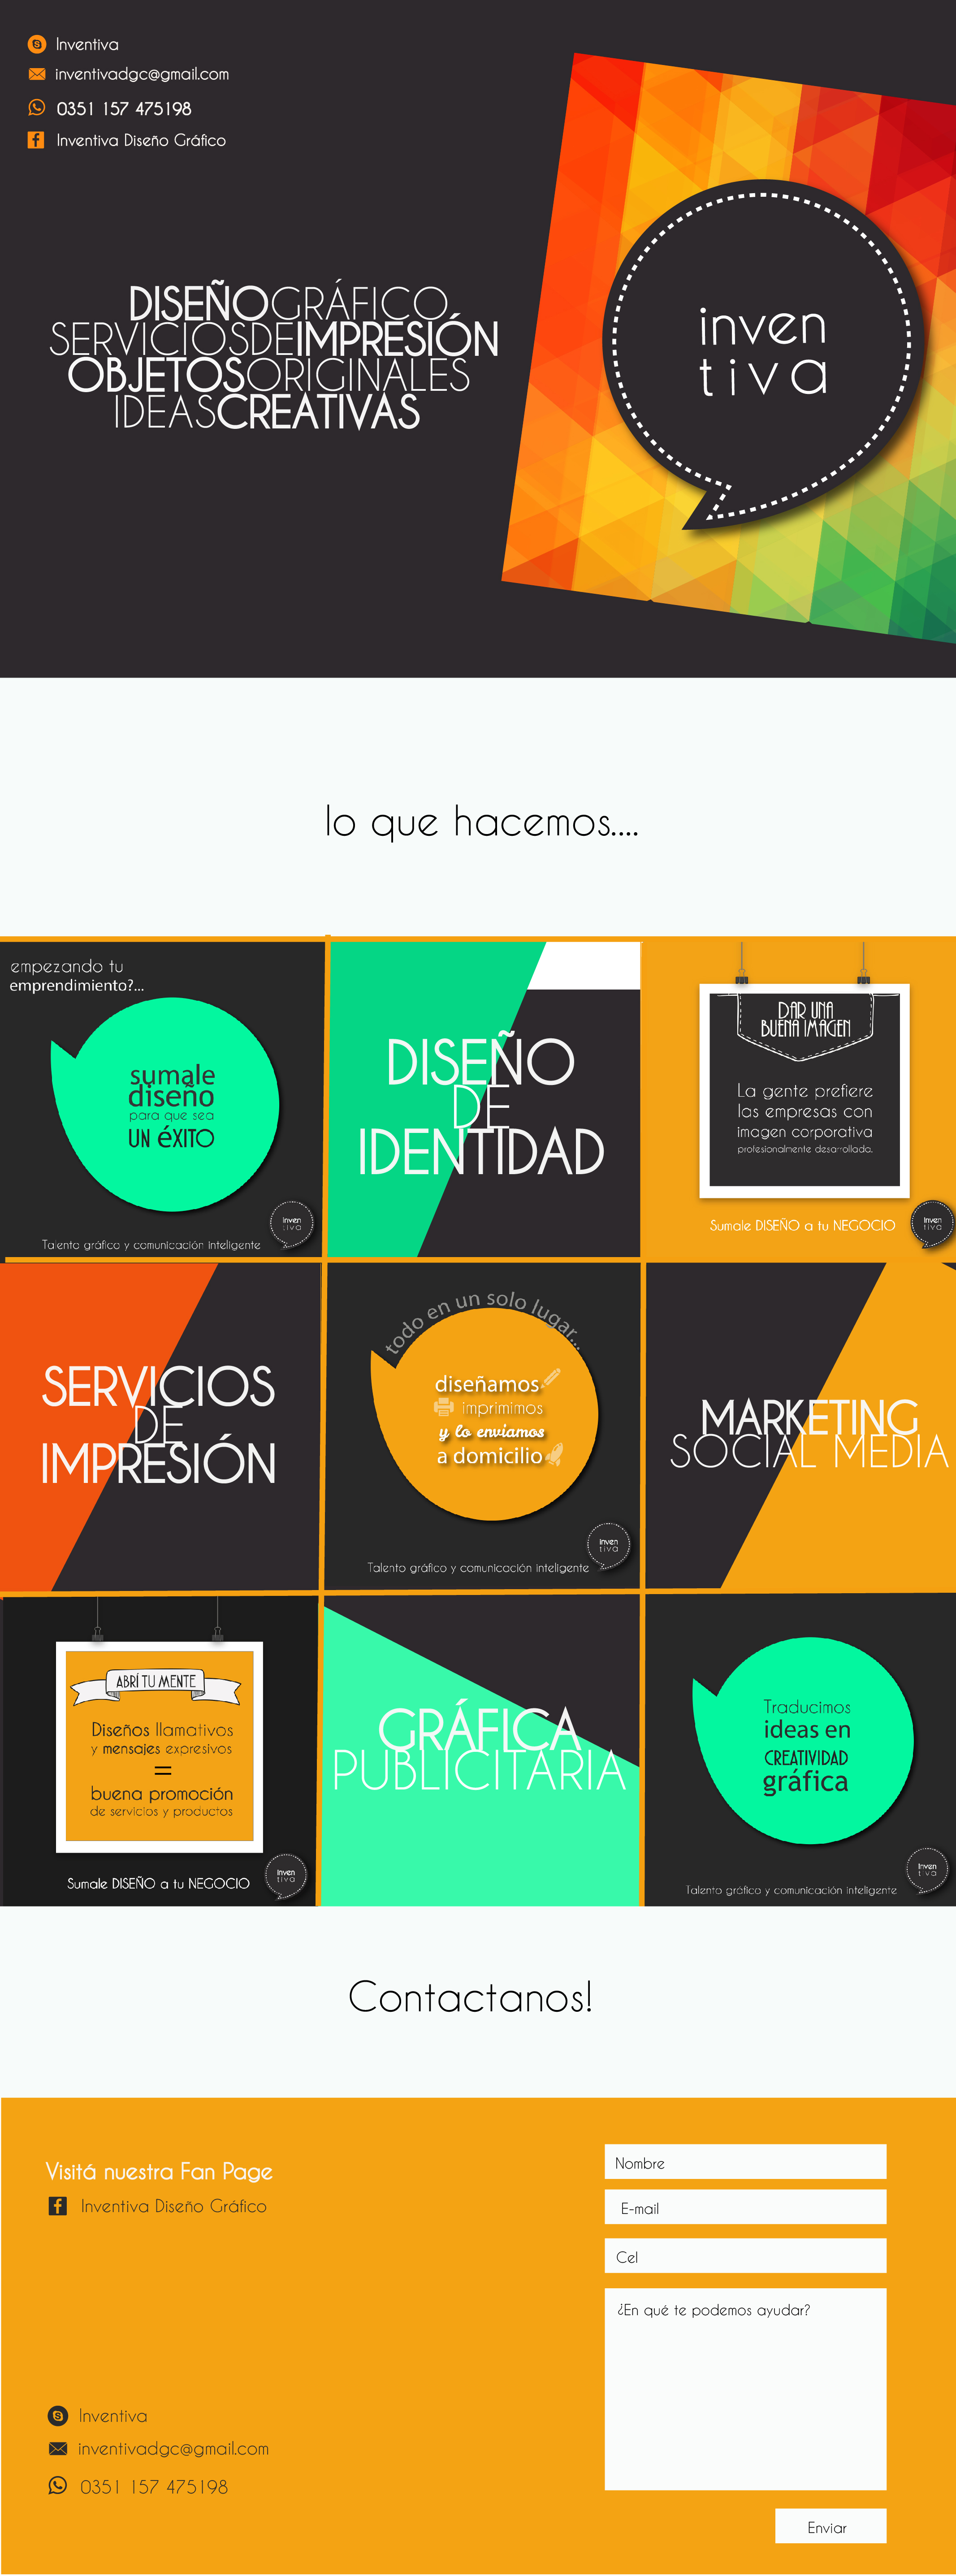 Inventiva
inventivadgc@gmail.com
0351 157 475198
Inventiva Diseño Gráfico
DISEÑOGRÁFICO
SERVICIOSDEIMPRESIÓN
OBJETOSORIGINALES
IDEASCREATIVAS
inven
tiva
lo que hacemos....
empezando tu
emprendimiento?...
sumale
diseño
para que sea
UN éXITO
inven
tiva
Talento gráfico y comunicación inteligente
DISEÑO
DE
IDENTIDAD
DAR UNA
BUENA IMAGEN
La gente prefiere
las empresas con
imagen corporativa
profesionalmente desarrollada.
Sumale DISEÑO a tu NEGOCIO
inven
tiva
SERVICIOS
DE
IMPRESIÓN
todo en un solo lugar...
diseñamos
imprimimos
y lo enviamos
a domicilio
inven
tiva
Talento gráfico y comunicación inteligente
MARKETING
SOCIAL MEDIA
ABRÍ TU MENTE
Diseños llamativos
y mensajes expresivos
=
buena promoción
de servicios y productos
Sumale DISEÑO a tu NEGOCIO
inven
tiva
GRÁFICA
PUBLICITARIA
Traducimos
ideas en
CREATIVIDAD
gráfica
inven
tiva
Talento gráfico y comunicación inteligente
Contactanos!
Visitá nuestra Fan Page
Inventiva Diseño Gráfico
Inventiva
inventivadgc@gmail.com
0351 157 475198
Nombre
E-mail
Cel
¿En qué te podemos ayudar?
Enviar